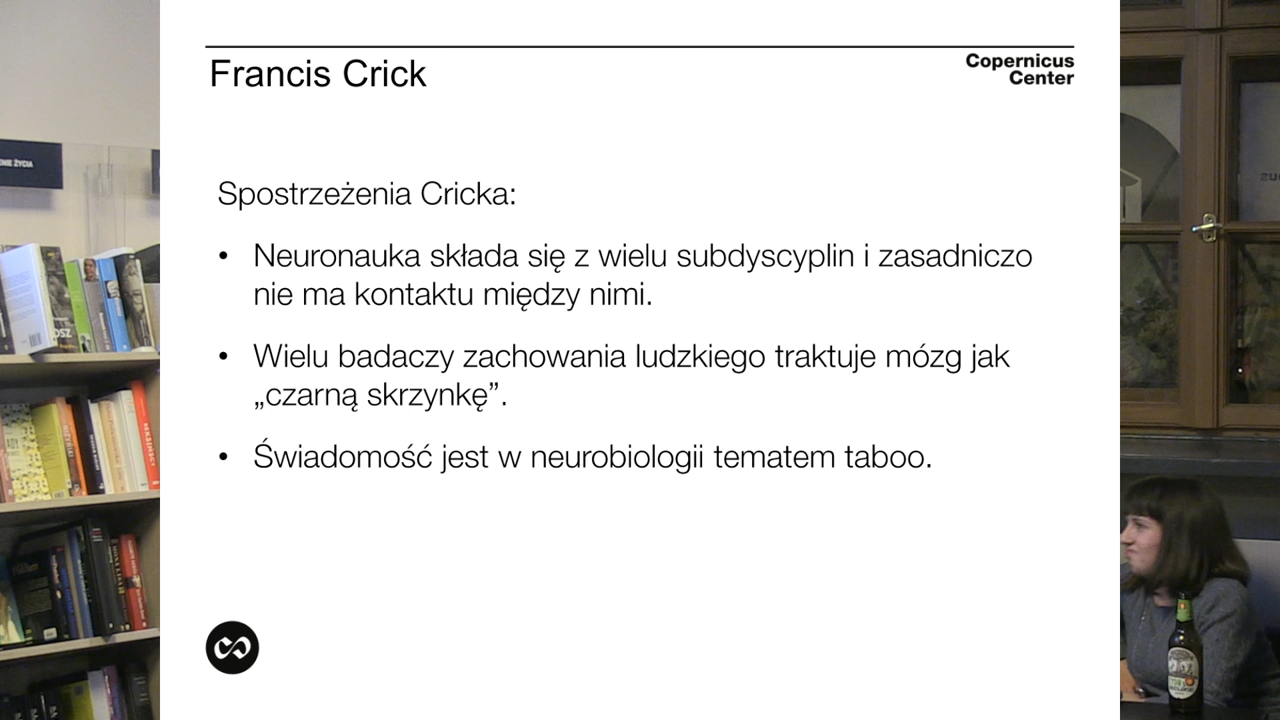 Francis Crick
Copernicus
Center
Spostrzeżenia Cricka:
• Neuronauka składa się z wielu subdyscyplin i zasadniczo
nie ma kontaktu między nimi.
• Wielu badaczy zachowania ludzkiego traktuje mózg jak
„czarną skrzynkę”.
• Świadomość jest w neurobiologii tematem taboo.